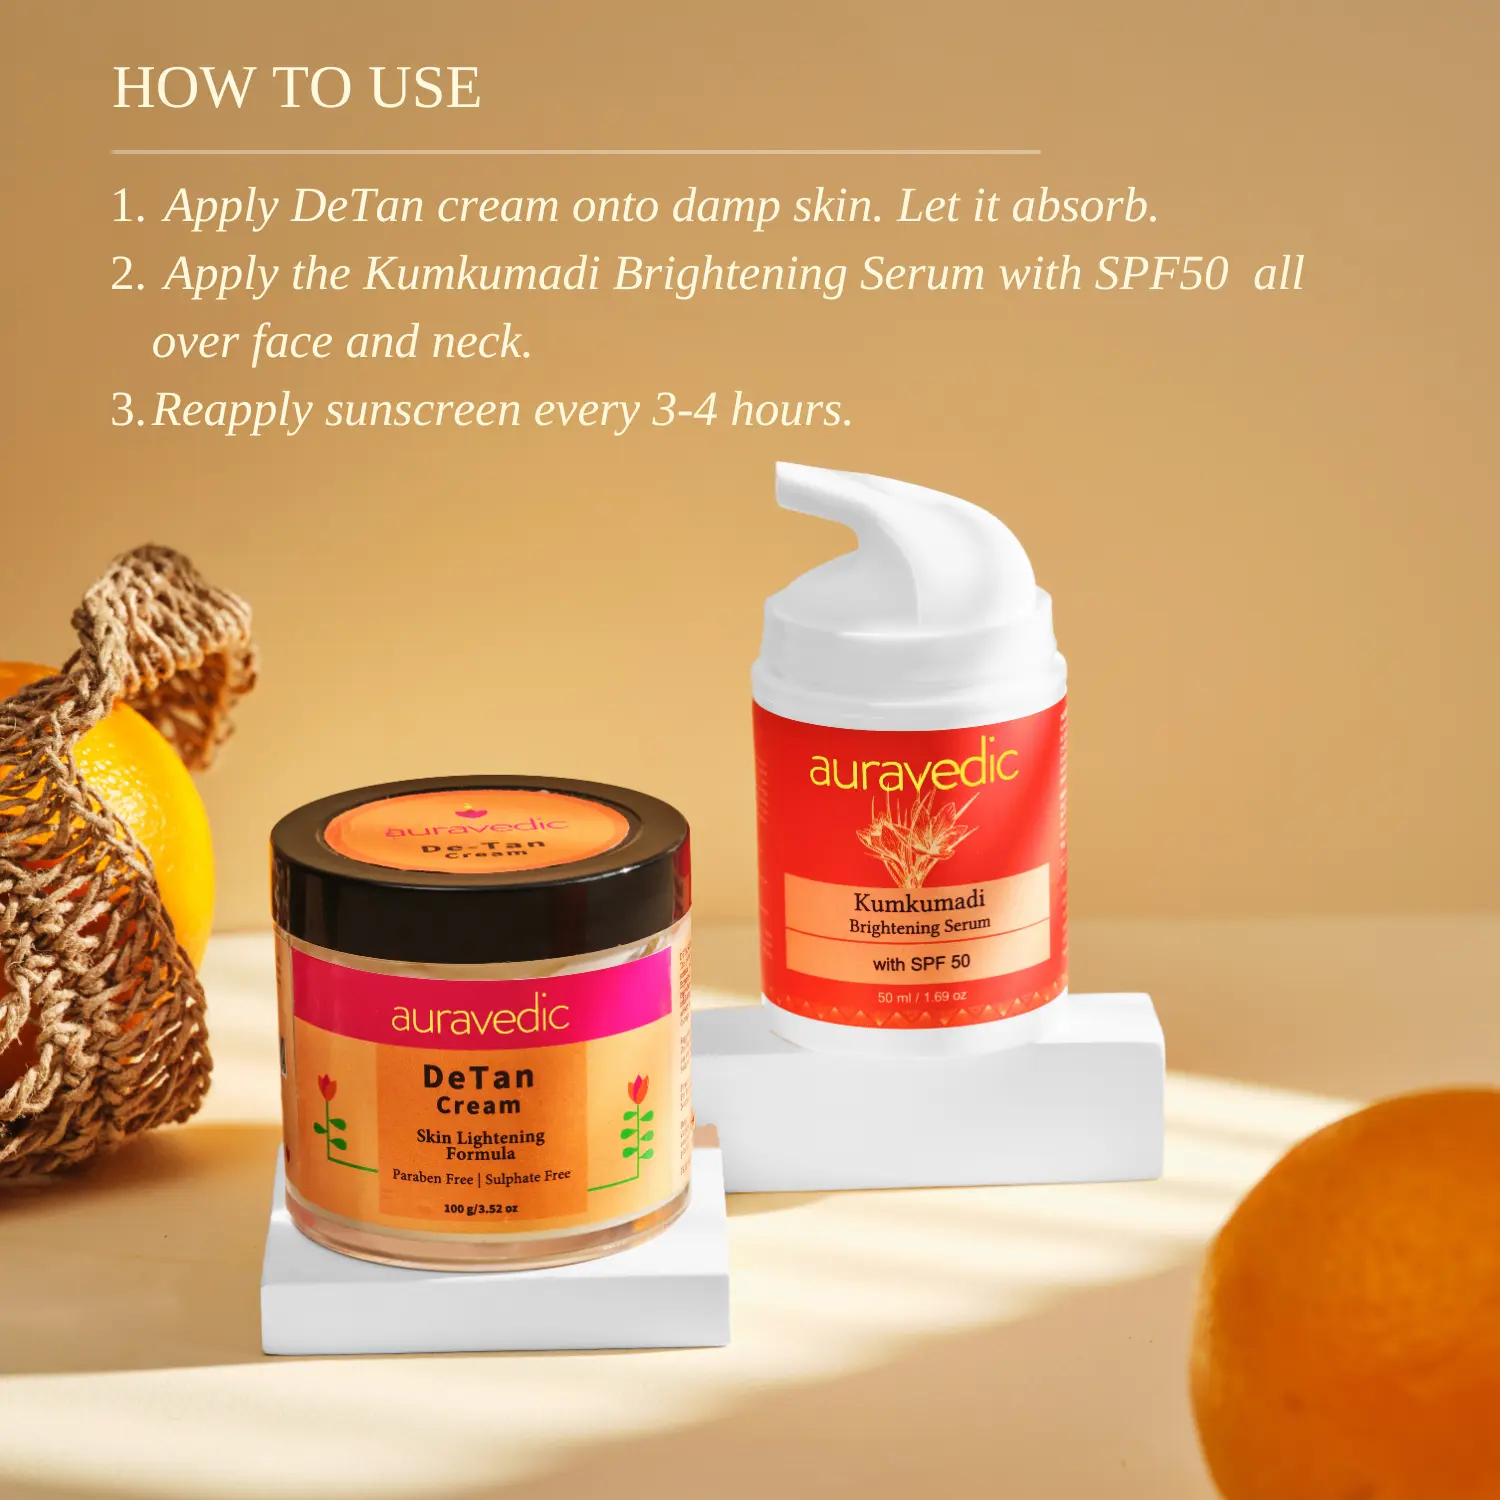 HOW TO USE
1. Apply DeTan cream onto damp skin. Let it absorb.
2. Apply the Kumkumadi Brightening Serum with SPF50 all
over face and neck.
3. Reapply sunscreen every 3-4 hours.
auravedic
Kumkumadi
Brightening Serum
with SPF 50
50 ml / 1.69 oz
auravedic
De-Tan
Cream
auravedic
DeTan
Cream
Skin Lightening
Formula
Paraben Free | Sulphate Free
100 g/3.52 oz